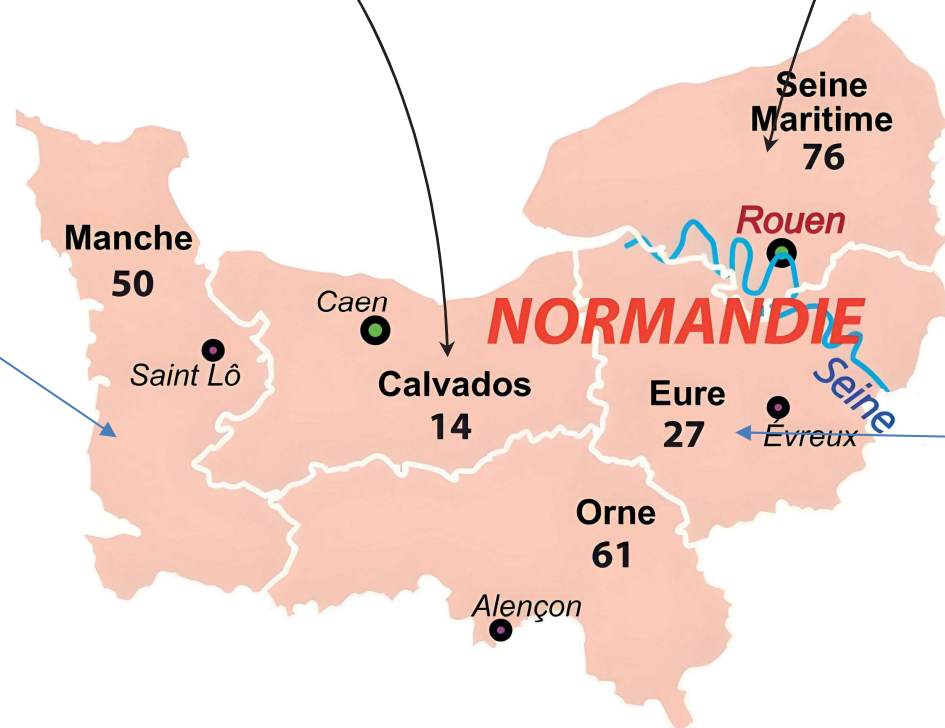 Seine
Maritime
76
Manche
50
Rouen
Caen
NORMANDIE
Saint Lô
Calvados
14
Eure
27
Seine
Évreux
Orne
61
Alençon